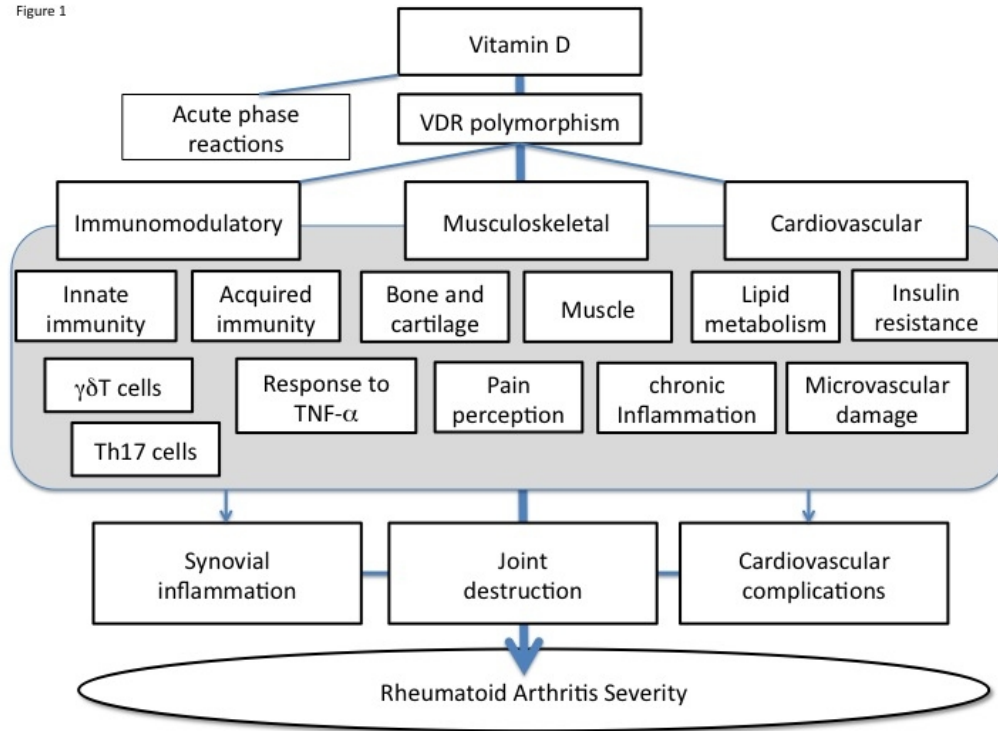 Figure 1
Vitamin D
Acute phase
reactions
VDR polymorphism
Immunomodulatory
Musculoskeletal
Cardiovascular
Innate
immunity
Acquired
immunity
Bone and
cartilage
Muscle
Lipid
metabolism
Insulin
resistance
γδT cells
Response to
TNF-α
Pain
perception
chronic
Inflammation
Microvascular
damage
Th17 cells
Synovial
inflammation
Joint
destruction
Cardiovascular
complications
Rheumatoid Arthritis Severity